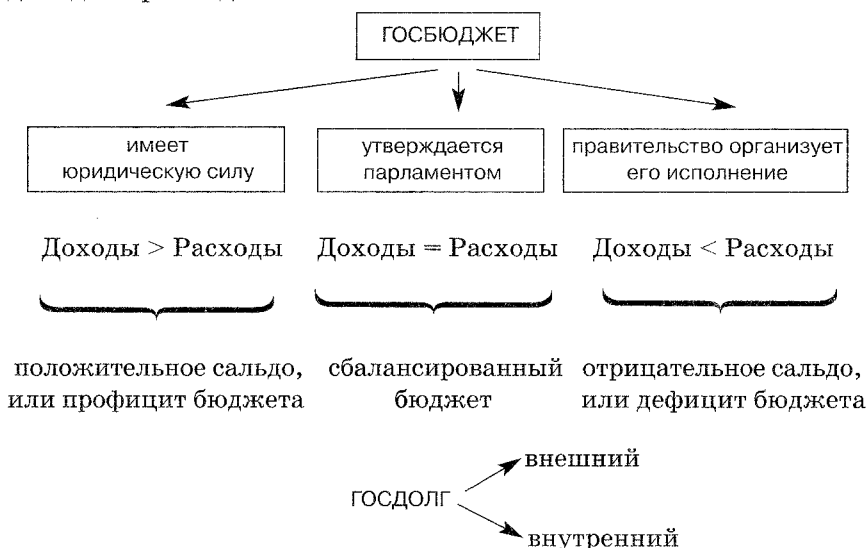 ГОСБЮДЖЕТ
имеет
юридическую силу
утверждается
парламентом
правительство организует
его исполнение
Доходы > Расходы
Доходы = Расходы
Доходы < Расходы
положительное сальдо,
или профицит бюджета
сбалансированный
бюджет
отрицательное сальдо,
или дефицит бюджета
ГОСДОЛГ
внешний
внутренний